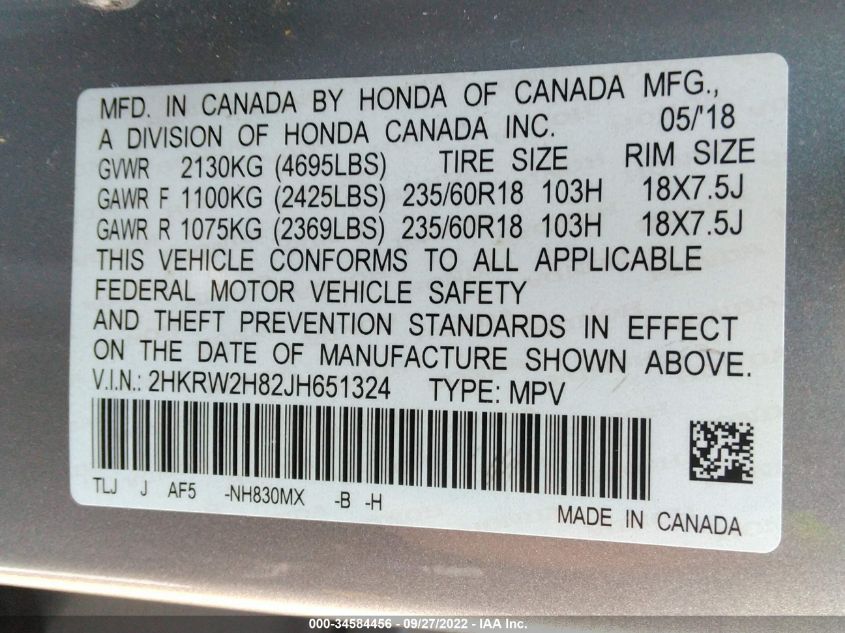 MFD. IN CANADA BY HONDA OF CANADA MFG.,
A DIVISION OF HONDA CANADA INC. 05/'18
GVWR 2130KG (4695LBS) TIRE SIZE RIM SIZE
GAWR F 1100KG (2425LBS) 235/60R18 103H 18X7.5J
GAWR R 1075KG (2369LBS) 235/60R18 103H 18X7.5J
THIS VEHICLE CONFORMS TO ALL APPLICABLE
FEDERAL MOTOR VEHICLE SAFETY
AND THEFT PREVENTION STANDARDS IN EFFECT
ON THE DATE OF MANUFACTURE SHOWN ABOVE.
V.I.N.: 2HKRW2H82JH651324 TYPE: MPV
TLJ J AF5 -NH830MX -B -H
MADE IN CANADA
000-34584456 - 09/27/2022 - IAA Inc.